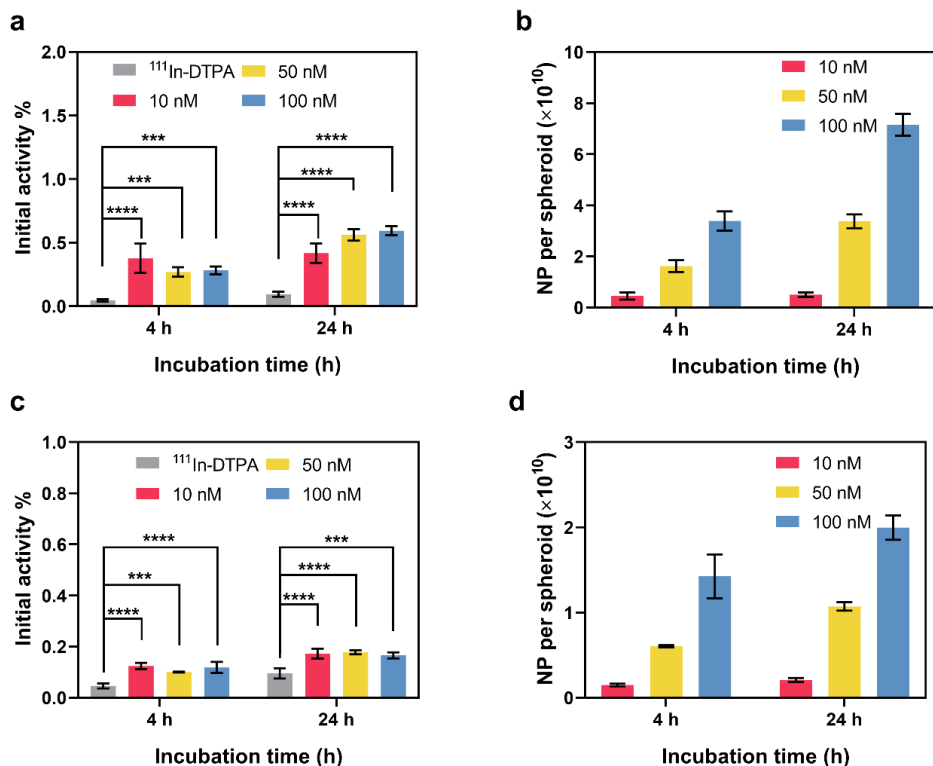 a
Initial activity %
2.0
1.5
1.0
0.5
0.0
¹¹¹In-DTPA
50 nM
10 nM
100 nM
***
***
****
****
****
****
4 h
24 h
Incubation time (h)
b
NP per spheroid (×10¹⁰)
10
8
6
4
2
0
10 nM
50 nM
100 nM
4 h
24 h
Incubation time (h)
c
Initial activity %
1.0
0.8
0.6
0.4
0.2
0.0
¹¹¹In-DTPA
50 nM
10 nM
100 nM
****
***
****
***
****
****
4 h
24 h
Incubation time (h)
d
NP per spheroid (×10¹⁰)
3
2
1
0
10 nM
50 nM
100 nM
4 h
24 h
Incubation time (h)